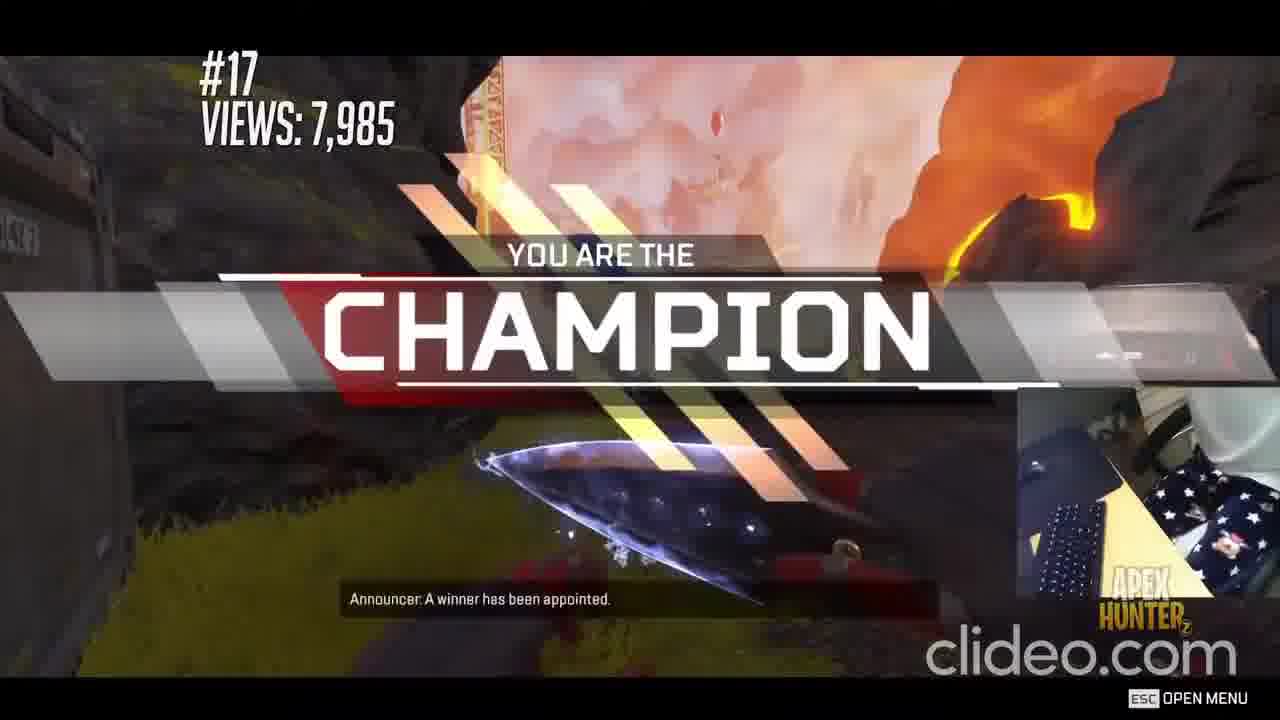 #17
VIEWS: 7,985
YOU ARE THE
CHAMPION
Announcer: A winner has been appointed.
APEX
HUNTER
clideo.com
ESC OPEN MENU